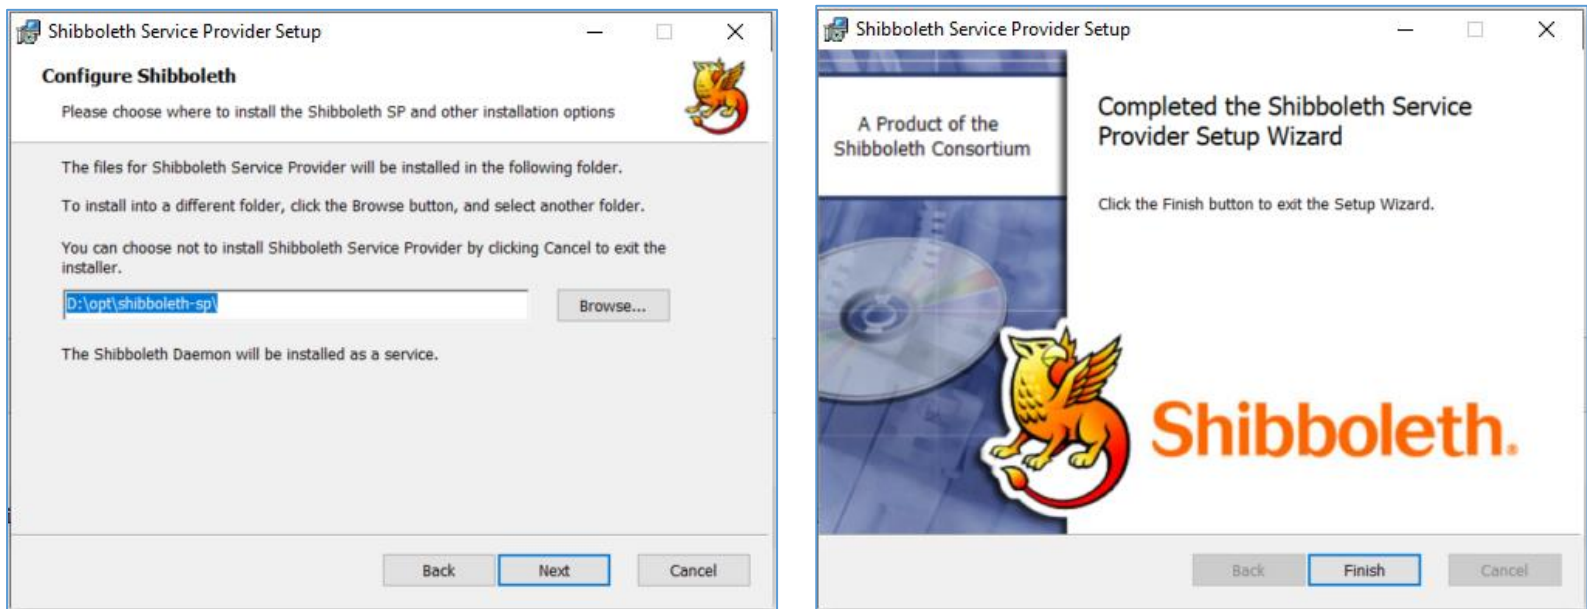 Shibboleth Service Provider Setup
Configure Shibboleth
Please choose where to install the Shibboleth SP and other installation options
The files for Shibboleth Service Provider will be installed in the following folder.
To install into a different folder, click the Browse button, and select another folder.
You can choose not to install Shibboleth Service Provider by clicking Cancel to exit the
installer.
D:\opt\shibboleth-sp\
Browse...
The Shibboleth Daemon will be installed as a service.
Back
Next
Cancel
Shibboleth Service Provider Setup
A Product of the
Shibboleth Consortium
Completed the Shibboleth Service
Provider Setup Wizard
Click the Finish button to exit the Setup Wizard.
Shibboleth.
Back
Finish
Cancel